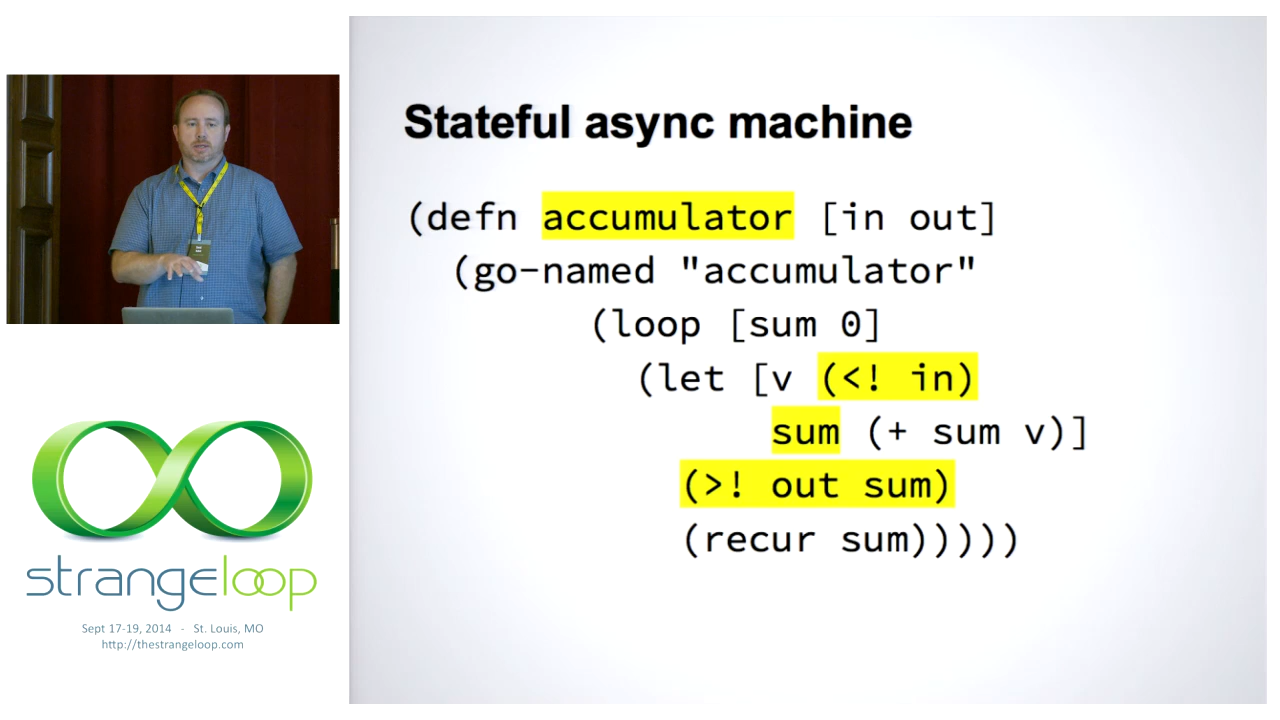 Stateful async machine
(defn accumulator [in out]
(go-named "accumulator"
(loop [sum 0]
(let [v (<! in)
sum (+ sum v)]
(>! out sum)
(recur sum)))))
strangeloop
Sept 17-19, 2014 - St. Louis, MO
http://thestrangeloop.com